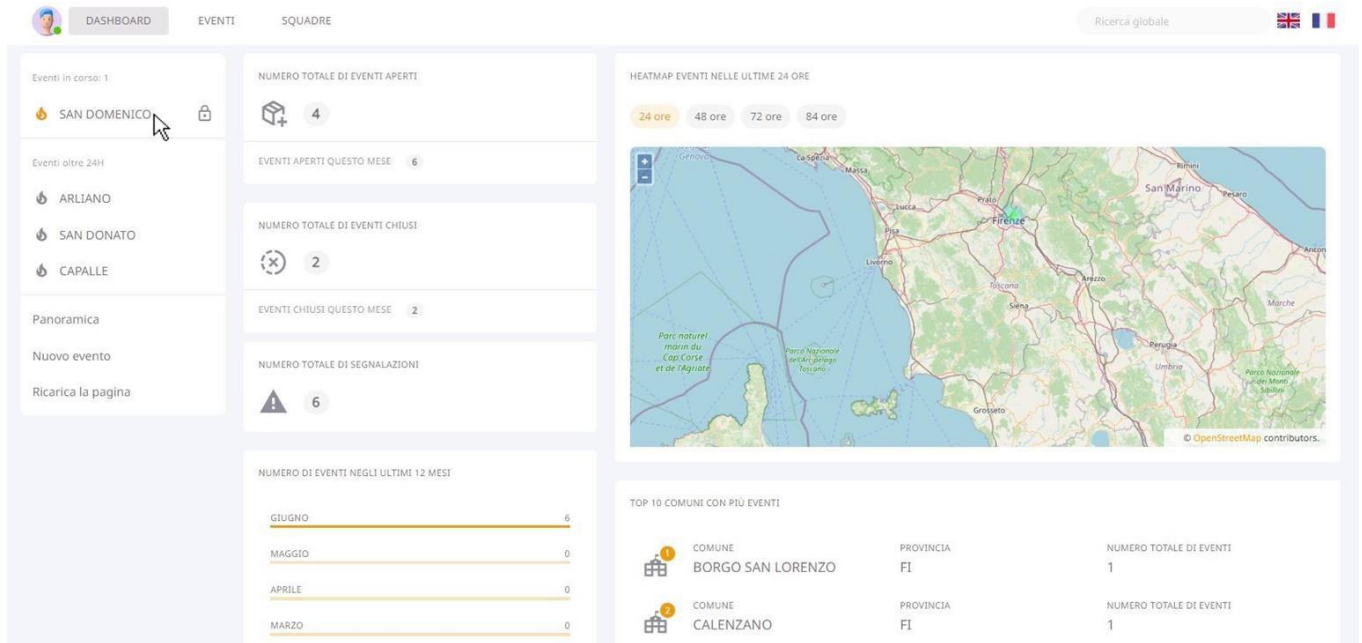 DASHBOARD EVENTI SQUADRE Ricerca globale
Eventi in corso: 1
SAN DOMENICO
Eventi oltre 24H
ARLIANO
SAN DONATO
CAPALLE
Panoramica
Nuovo evento
Ricarica la pagina
NUMERO TOTALE DI EVENTI APERTI
4
EVENTI APERTI QUESTO MESE 6
NUMERO TOTALE DI EVENTI CHIUSI
2
EVENTI CHIUSI QUESTO MESE 2
NUMERO TOTALE DI SEGNALAZIONI
6
NUMERO DI EVENTI NEGLI ULTIMI 12 MESI
GIUGNO 6
MAGGIO 0
APRILE 0
MARZO 0
HEATMAP EVENTI NELLE ULTIME 24 ORE
24 ore 48 ore 72 ore 84 ore
+
-
Genova
La Spezia
Massa
Rimini
San Marino
Pesaro
Prato
Lucca
Firenze
Pisa
Ancon
Livorno
Arezzo
Toscana
Siena
Marche
Parc naturel
marin du
Cap Corse
et de l'Agriate
Parco Nazionale
dell'Arcipelago
Toscano
Perugia
Umbria
Parco Nazionale
dei Monti
Sibillini
Grosseto
© OpenStreetMap contributors.
TOP 10 COMUNI CON PIÙ EVENTI
1
COMUNE PROVINCIA NUMERO TOTALE DI EVENTI
BORGO SAN LORENZO FI 1
2
COMUNE PROVINCIA NUMERO TOTALE DI EVENTI
CALENZANO FI 1